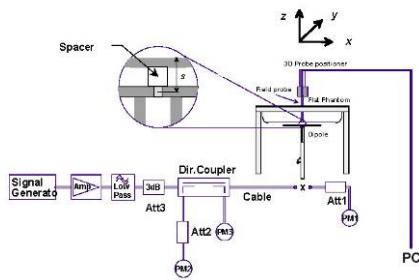 z
y
x
Spacer
s
3D Probe positioner
Field probe
Flat Phantom
Dipole
Dir.Coupler
Signal
Generato
Amp
Low
Pass
3dB
Cable
x
Att1
Att3
PM1
Att2
PM3
PM2
PC